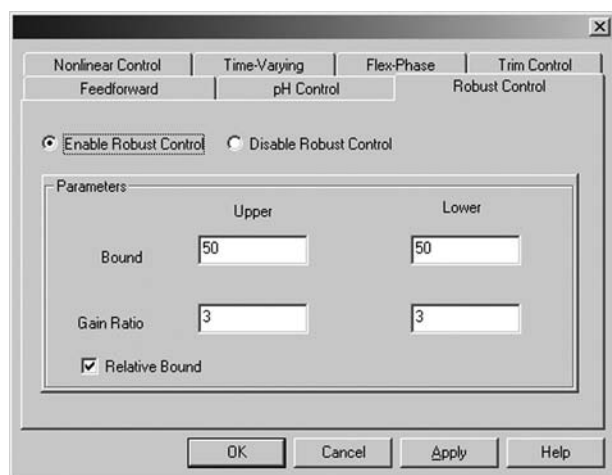 Nonlinear Control Time-Varying Flex-Phase Trim Control
Feedforward pH Control Robust Control
Enable Robust Control Disable Robust Control
Parameters
Upper Lower
Bound 50 50
Gain Ratio 3 3
Relative Bound
OK Cancel Apply Help